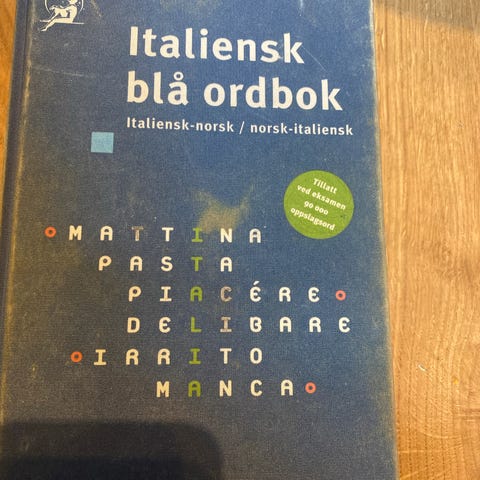 Italiensk
blå ordbok
Italiensk-norsk / norsk-italiensk
Tillatt
ved eksamen
90 000
oppslagsord
MATTINA
PASTA
PIACÉRE
DELIBARE
IRRITO
MANCA